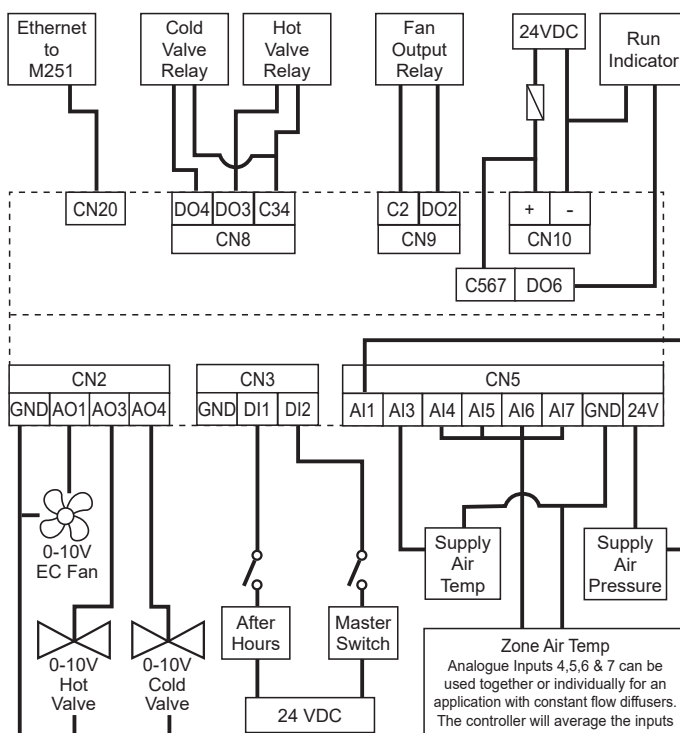 Ethernet
to
M251
Cold
Valve
Relay
Hot
Valve
Relay
Fan
Output
Relay
24VDC
Run
Indicator
CN20
DO4 DO3 C34
CN8
C2 DO2
CN9
+ -
CN10
C567 DO6
CN2
GND AO1 AO3 AO4
CN3
GND DI1 DI2
CN5
AI1 AI3 AI4 AI5 AI6 AI7 GND 24V
0-10V
EC Fan
0-10V
Hot
Valve
0-10V
Cold
Valve
After
Hours
Master
Switch
24 VDC
Supply
Air
Temp
Supply
Air
Pressure
Zone Air Temp
Analogue Inputs 4,5,6 & 7 can be
used together or individually for an
application with constant flow diffusers.
The controller will average the inputs